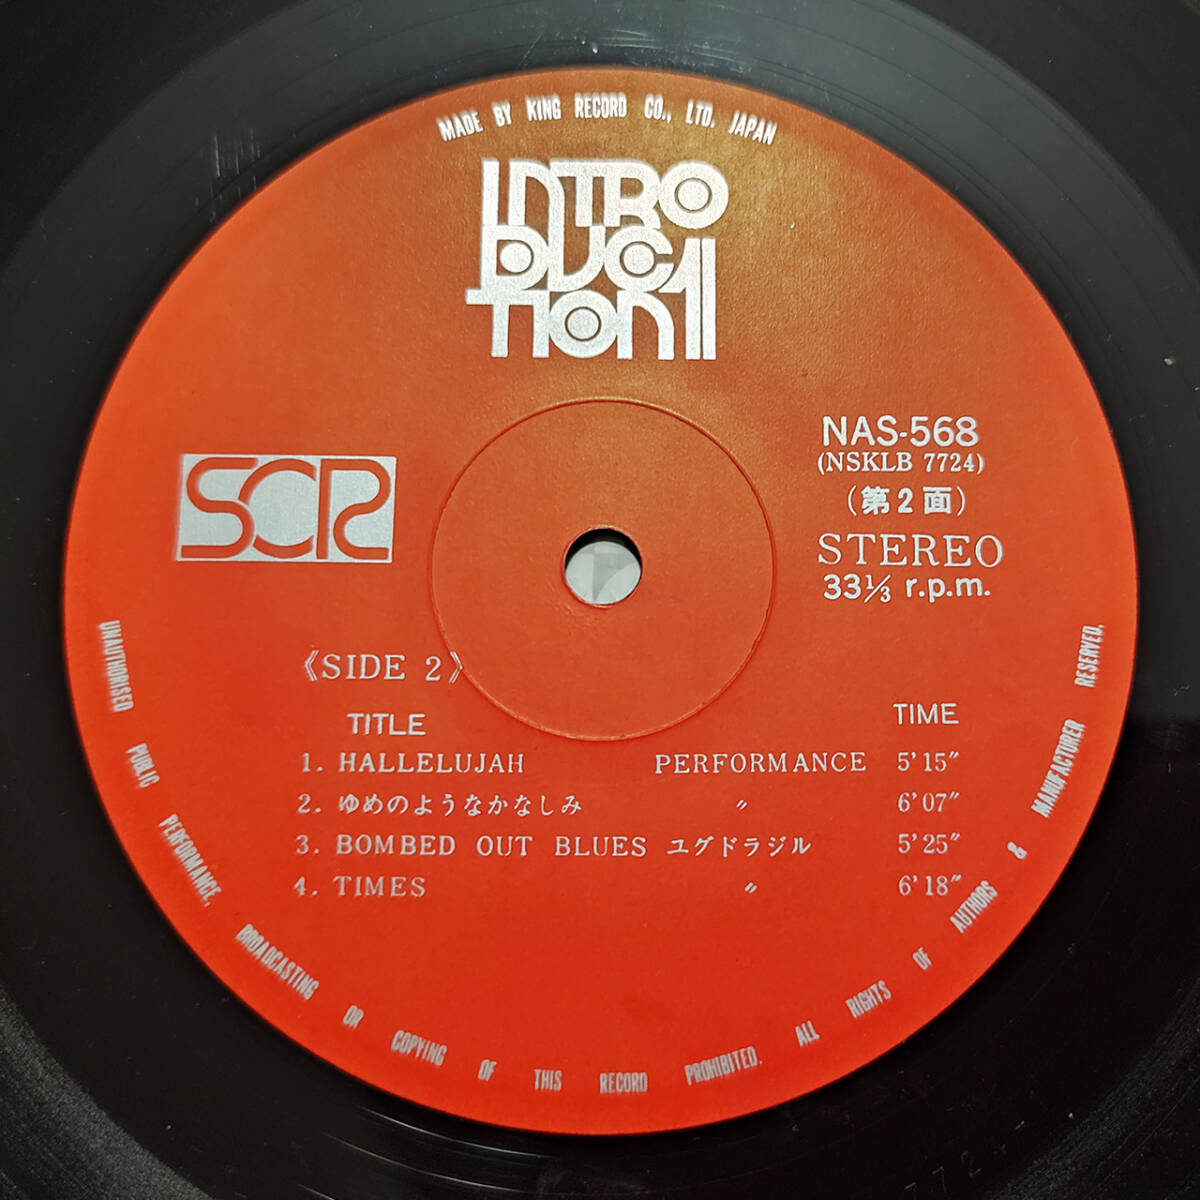 MADE BY KING RECORD CO., LTD. JAPAN
INTRO
DUC
TION II
SCR
NAS-568
(NSKLB 7724)
(第2面)
STEREO
33⅓ r.p.m.
《SIDE 2》
TITLE TIME
1. HALLELUJAH PERFORMANCE 5'15″
2. ゆめのようなかなしみ 〃 6'07″
3. BOMBED OUT BLUES ユグドラジル 5'25″
4. TIMES 〃 6'18″
UNAUTHORISED PUBLIC PERFORMANCE, BROADCASTING OR COPYING OF THIS RECORD PROHIBITED. ALL RIGHTS OF AUTHORS & MANUFACTURER RESERVED.